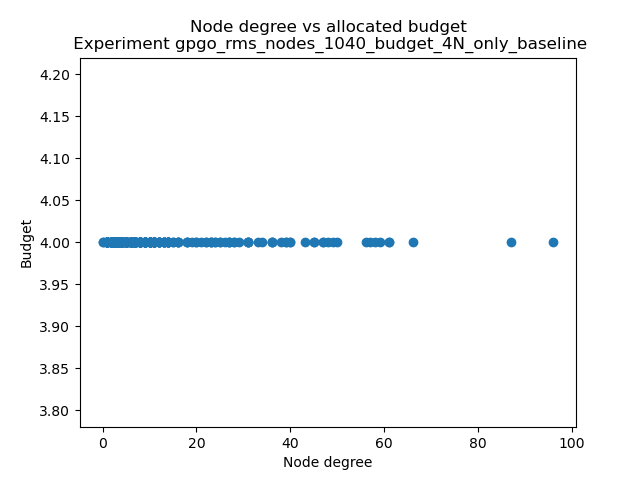 Node degree vs allocated budget
Experiment gpgo_rms_nodes_1040_budget_4N_only_baseline
4.20
4.15
4.10
4.05
4.00
3.95
3.90
3.85
3.80
Budget
0 20 40 60 80 100
Node degree